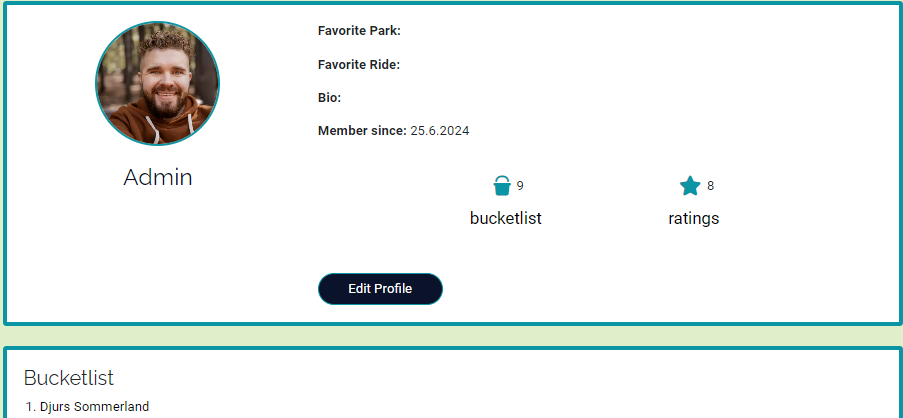 Favorite Park:
Favorite Ride:
Bio:
Member since: 25.6.2024
Admin
9
8
bucketlist
ratings
Edit Profile
Bucketlist
1. Djurs Sommerland